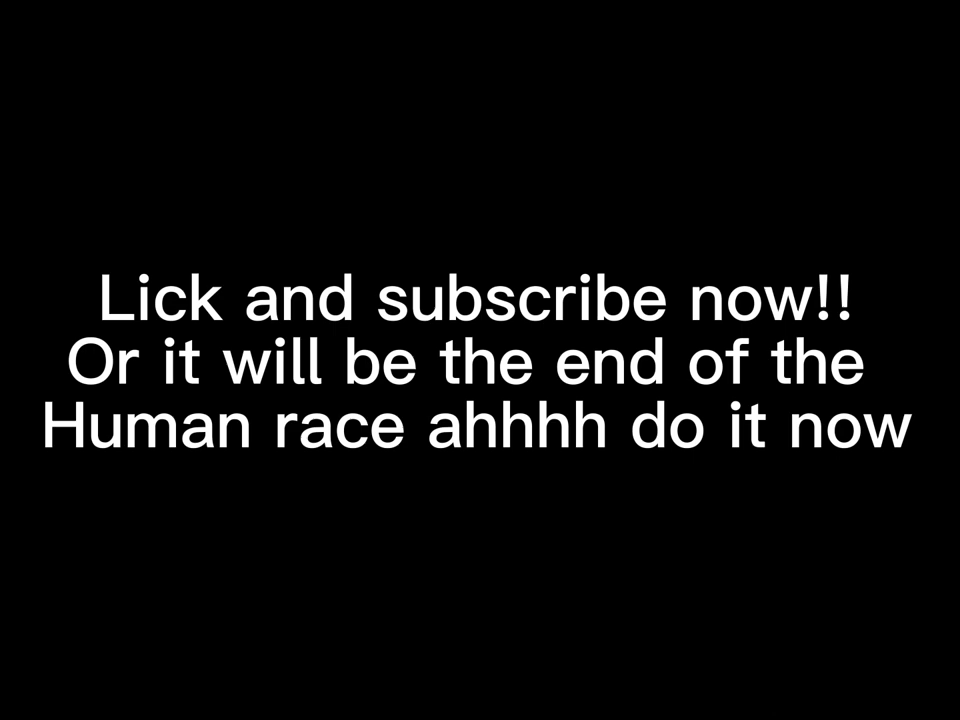 Lick and subscribe now!!
Or it will be the end of the
Human race ahhhh do it now